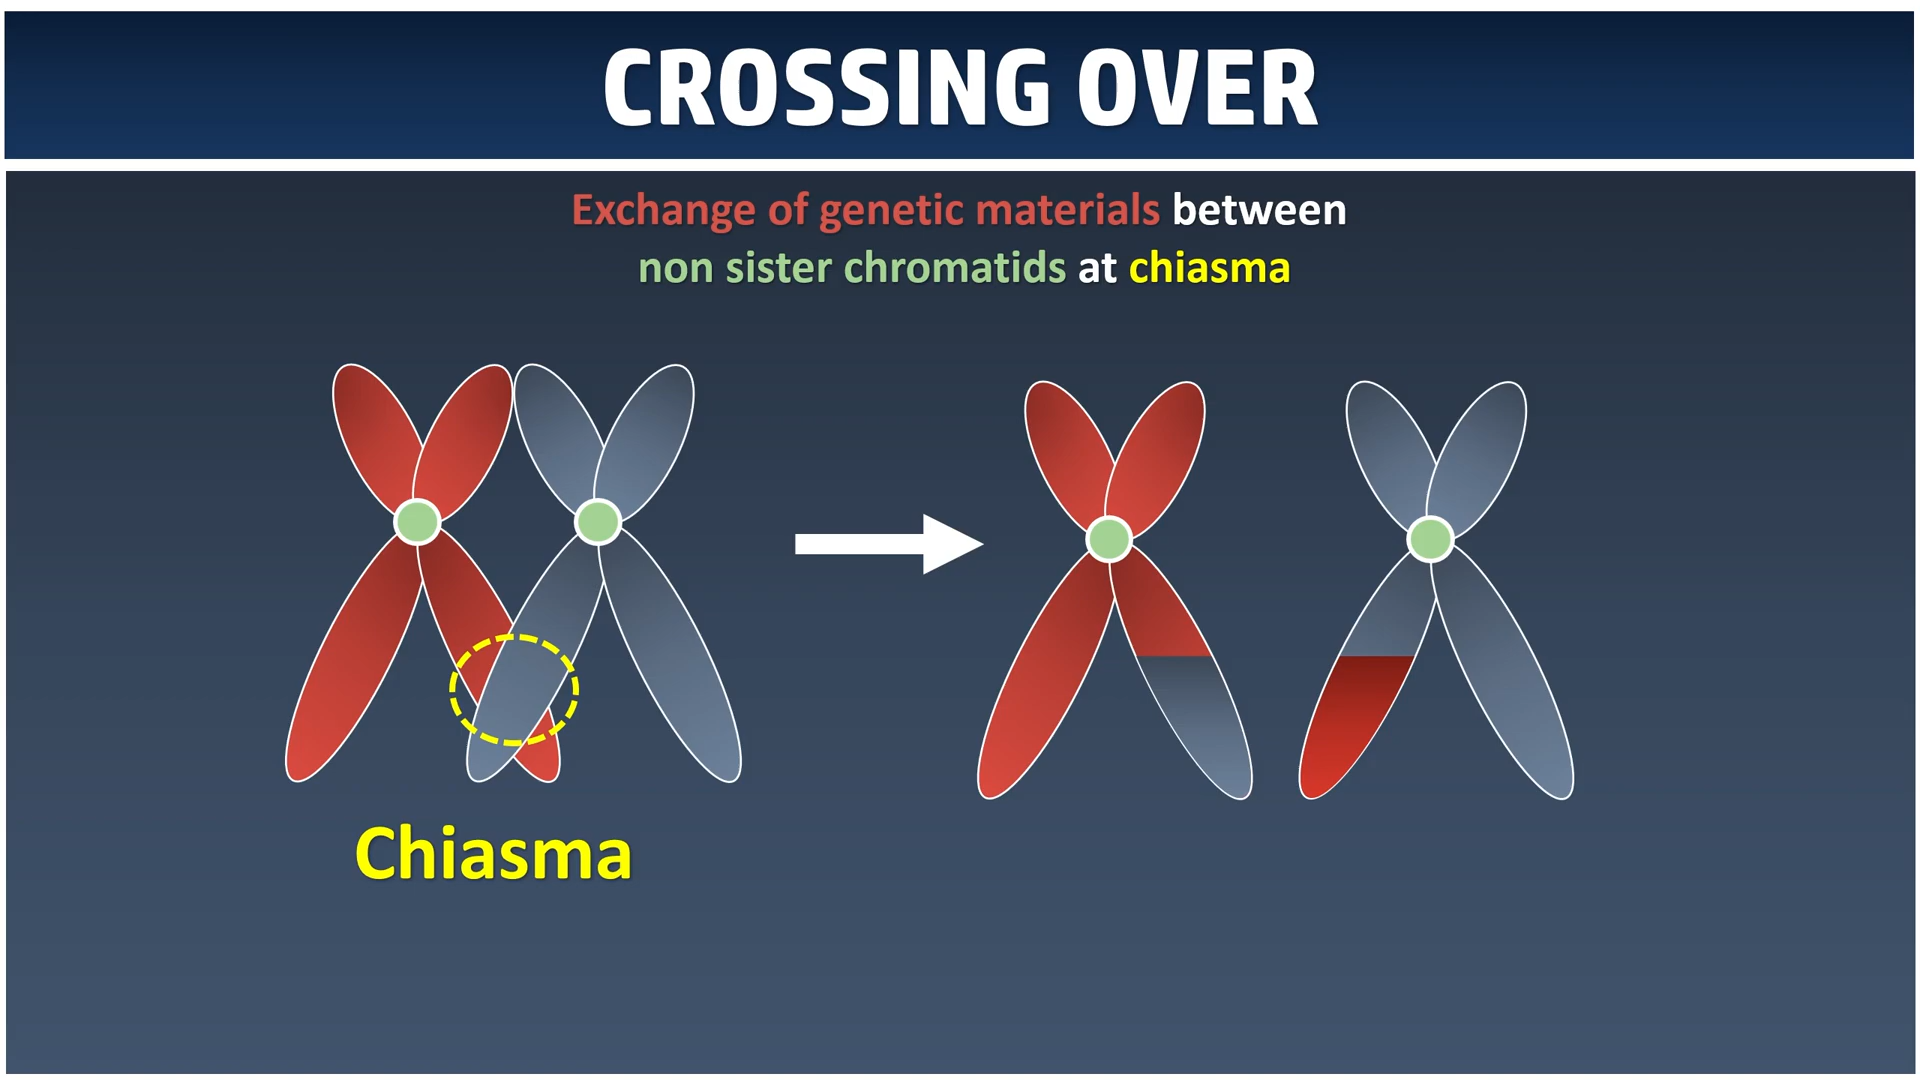 CROSSING OVER
Exchange of genetic materials between
non sister chromatids at chiasma
Chiasma